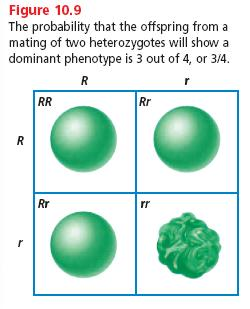 Figure 10.9
The probability that the offspring from a
mating of two heterozygotes will show a
dominant phenotype is 3 out of 4, or 3/4.
R r
RR Rr
R
Rr rr
r